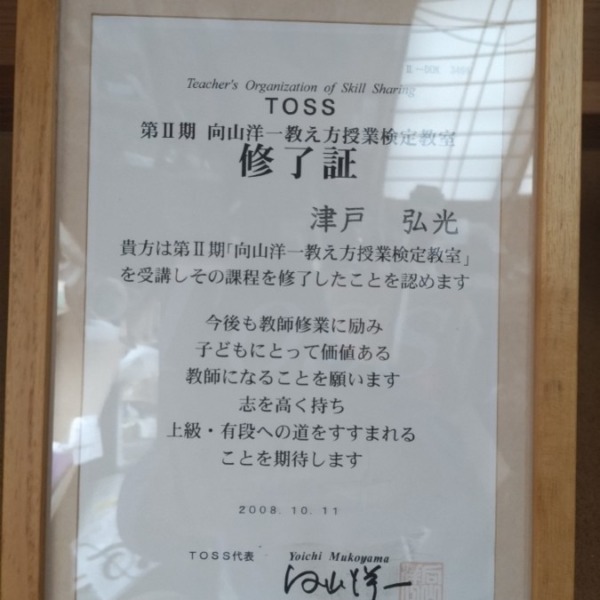 Teacher's Organization of Skill Sharing
TOSS
第Ⅱ期 向山洋一教え方授業検定教室
修了証
津戸 弘光
貴方は第Ⅱ期「向山洋一教え方授業検定教室」
を受講しその課程を修了したことを認めます
今後も教師修業に励み
子どもにとって価値ある
教師になることを願います
志を高く持ち
上級・有段への道をすすまれる
ことを期待します
2008. 10. 11
TOSS代表 Yoichi Mukoyama
向山洋一